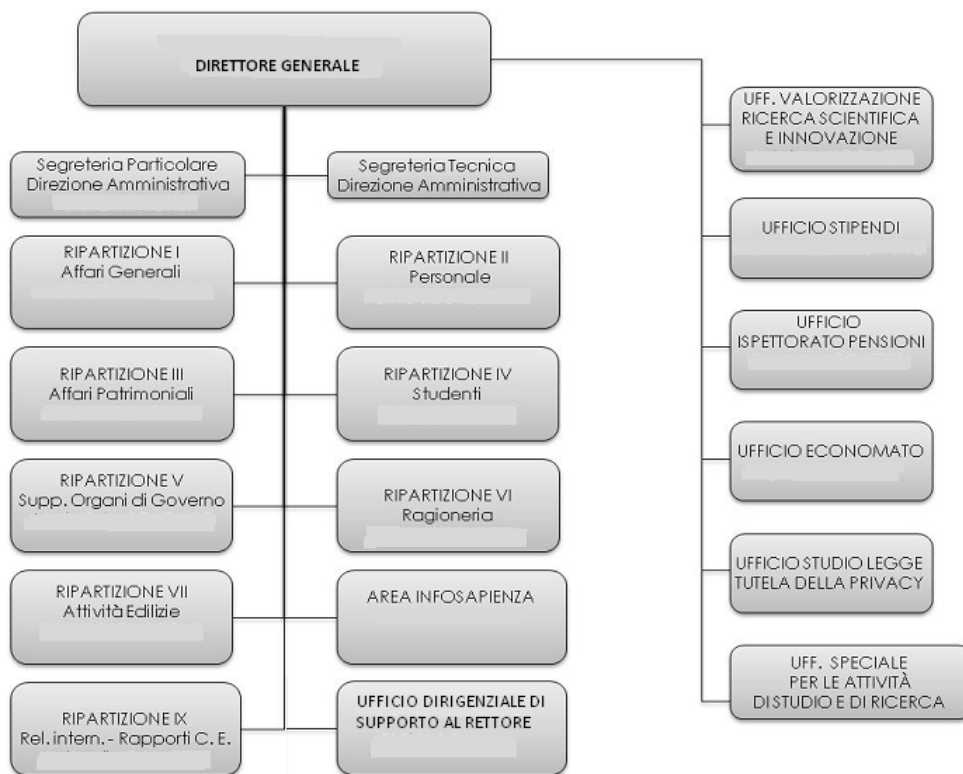 DIRETTORE GENERALE
Segreteria Particolare
Direzione Amministrativa
Segreteria Tecnica
Direzione Amministrativa
RIPARTIZIONE I
Affari Generali
RIPARTIZIONE II
Personale
RIPARTIZIONE III
Affari Patrimoniali
RIPARTIZIONE IV
Studenti
RIPARTIZIONE V
Supp. Organi di Governo
RIPARTIZIONE VI
Ragioneria
RIPARTIZIONE VII
Attività Edilizie
AREA INFOSAPIENZA
RIPARTIZIONE IX
Rel. intern. - Rapporti C. E.
UFFICIO DIRIGENZIALE DI
SUPPORTO AL RETTORE
UFF. VALORIZZAZIONE
RICERCA SCIENTIFICA
E INNOVAZIONE
UFFICIO STIPENDI
UFFICIO
ISPETTORATO PENSIONI
UFFICIO ECONOMATO
UFFICIO STUDIO LEGGE
TUTELA DELLA PRIVACY
UFF. SPECIALE
PER LE ATTIVITÀ
DI STUDIO E DI RICERCA